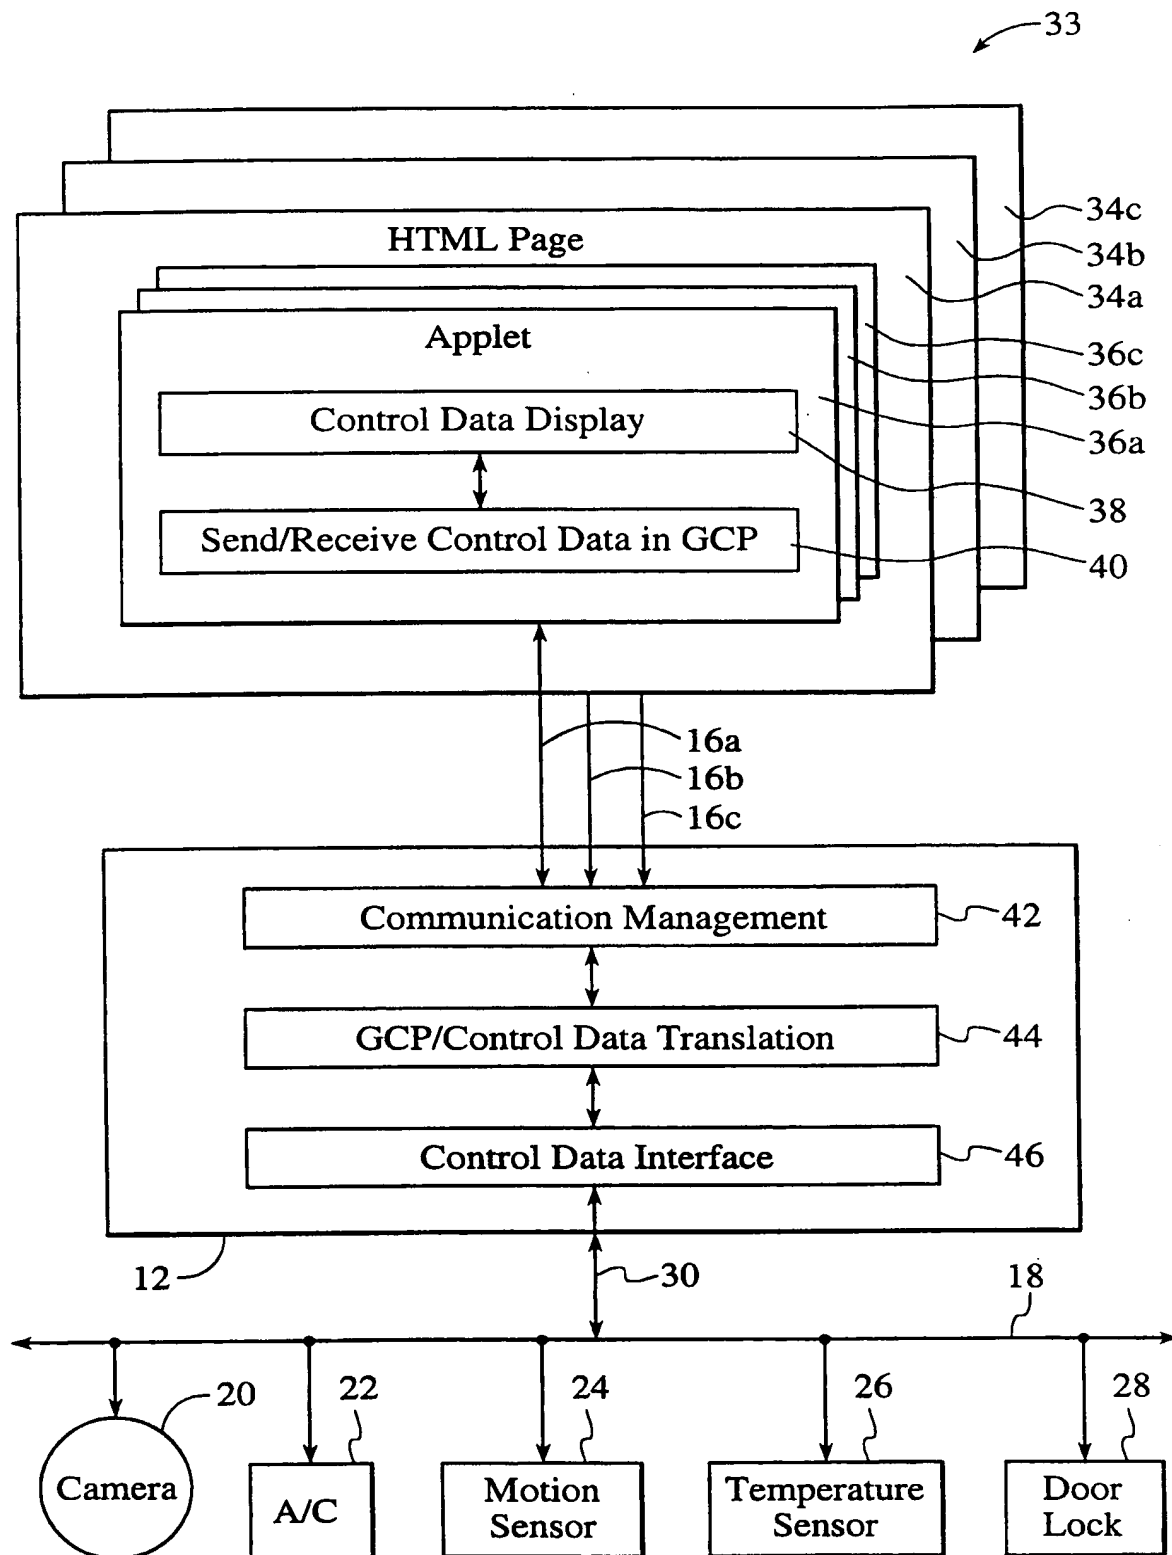 33
34c
HTML Page
34b
34a
Applet
36c
36b
Control Data Display
36a
38
Send/Receive Control Data in GCP
40
16a
16b
16c
Communication Management
42
GCP/Control Data Translation
44
Control Data Interface
46
12
30
18
20
22
24
26
28
Camera
A/C
Motion
Sensor
Temperature
Sensor
Door
Lock